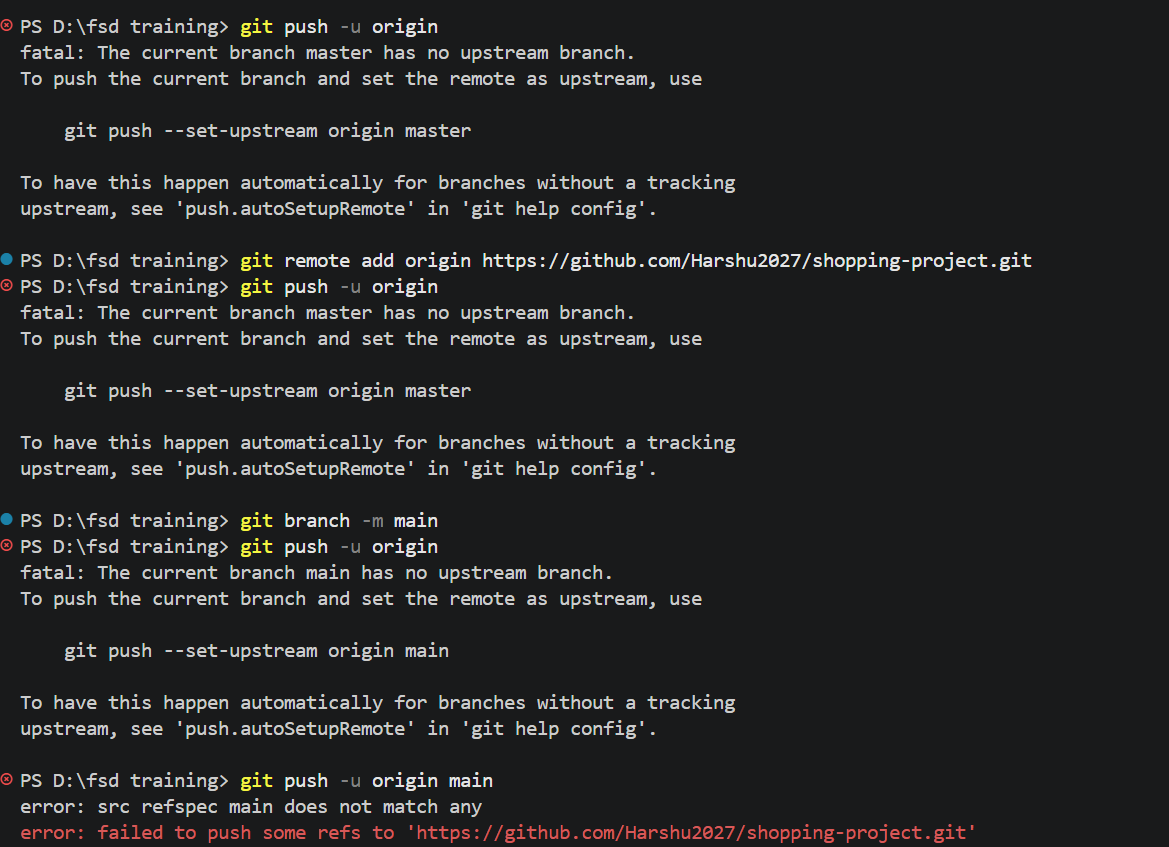 PS D:\fsd training> git push -u origin
fatal: The current branch master has no upstream branch.
To push the current branch and set the remote as upstream, use
git push --set-upstream origin master
To have this happen automatically for branches without a tracking
upstream, see 'push.autoSetupRemote' in 'git help config'.
PS D:\fsd training> git remote add origin https://github.com/Harshu2027/shopping-project.git
PS D:\fsd training> git push -u origin
fatal: The current branch master has no upstream branch.
To push the current branch and set the remote as upstream, use
git push --set-upstream origin master
To have this happen automatically for branches without a tracking
upstream, see 'push.autoSetupRemote' in 'git help config'.
PS D:\fsd training> git branch -m main
PS D:\fsd training> git push -u origin
fatal: The current branch main has no upstream branch.
To push the current branch and set the remote as upstream, use
git push --set-upstream origin main
To have this happen automatically for branches without a tracking
upstream, see 'push.autoSetupRemote' in 'git help config'.
PS D:\fsd training> git push -u origin main
error: src refspec main does not match any
error: failed to push some refs to 'https://github.com/Harshu2027/shopping-project.git'